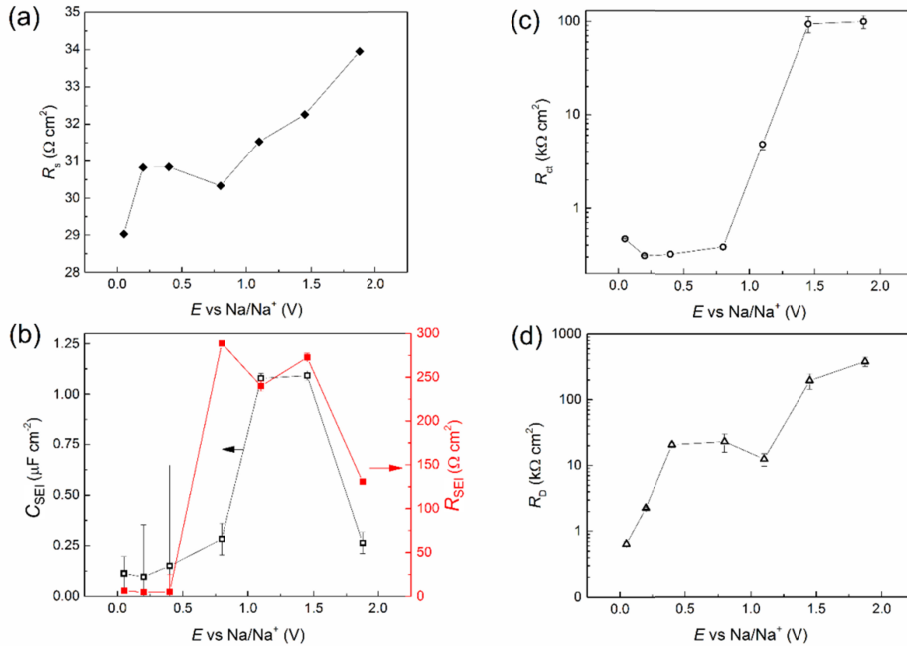 (a)
35
34
33
32
31
30
29
28
R_s (Ω cm²)
0.0 0.5 1.0 1.5 2.0
E vs Na/Na⁺ (V)
(c)
100
10
1
R_ct (kΩ cm²)
0.0 0.5 1.0 1.5 2.0
E vs Na/Na⁺ (V)
(b)
1.25
1.00
0.75
0.50
0.25
0.00
C_SEI (μF cm⁻²)
300
250
200
150
100
50
0
R_SEI (Ω cm²)
0.0 0.5 1.0 1.5 2.0
E vs Na/Na⁺ (V)
(d)
1000
100
10
1
0
R_D (kΩ cm²)
0.0 0.5 1.0 1.5 2.0
E vs Na/Na⁺ (V)